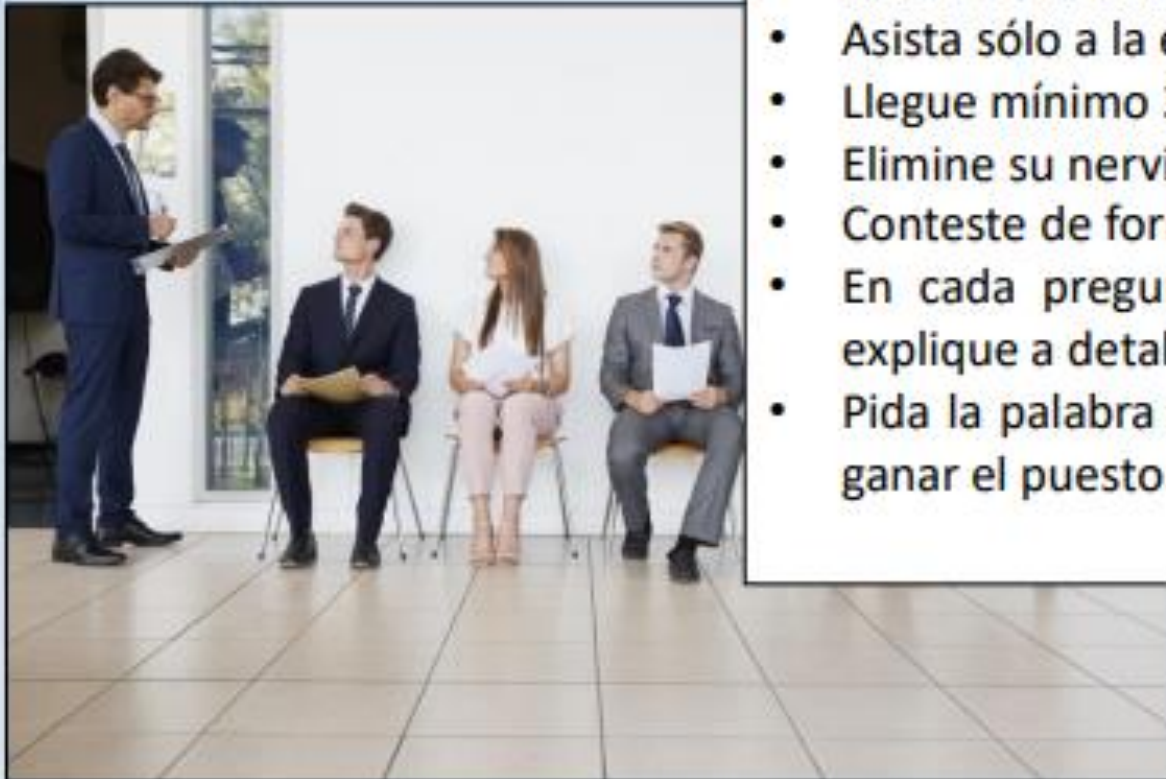 Asista sólo a la
Llegue mínimo
Elimine su
Conteste de
En cada
explique a
Pida la palabra
ganar el puesto